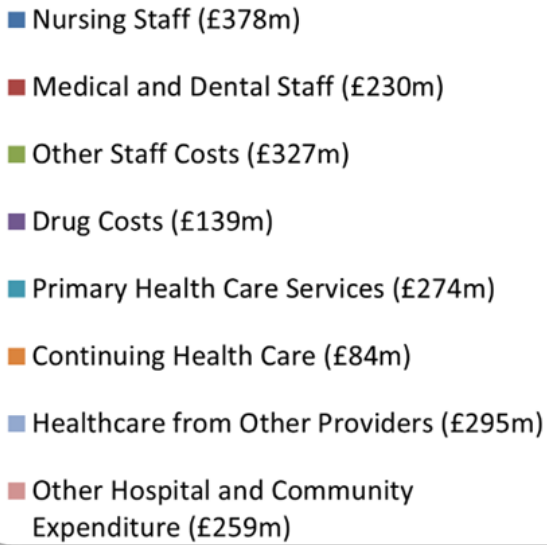 Nursing Staff (£378m)
Medical and Dental Staff (£230m)
Other Staff Costs (£327m)
Drug Costs (£139m)
Primary Health Care Services (£274m)
Continuing Health Care (£84m)
Healthcare from Other Providers (£295m)
Other Hospital and Community
Expenditure (£259m)